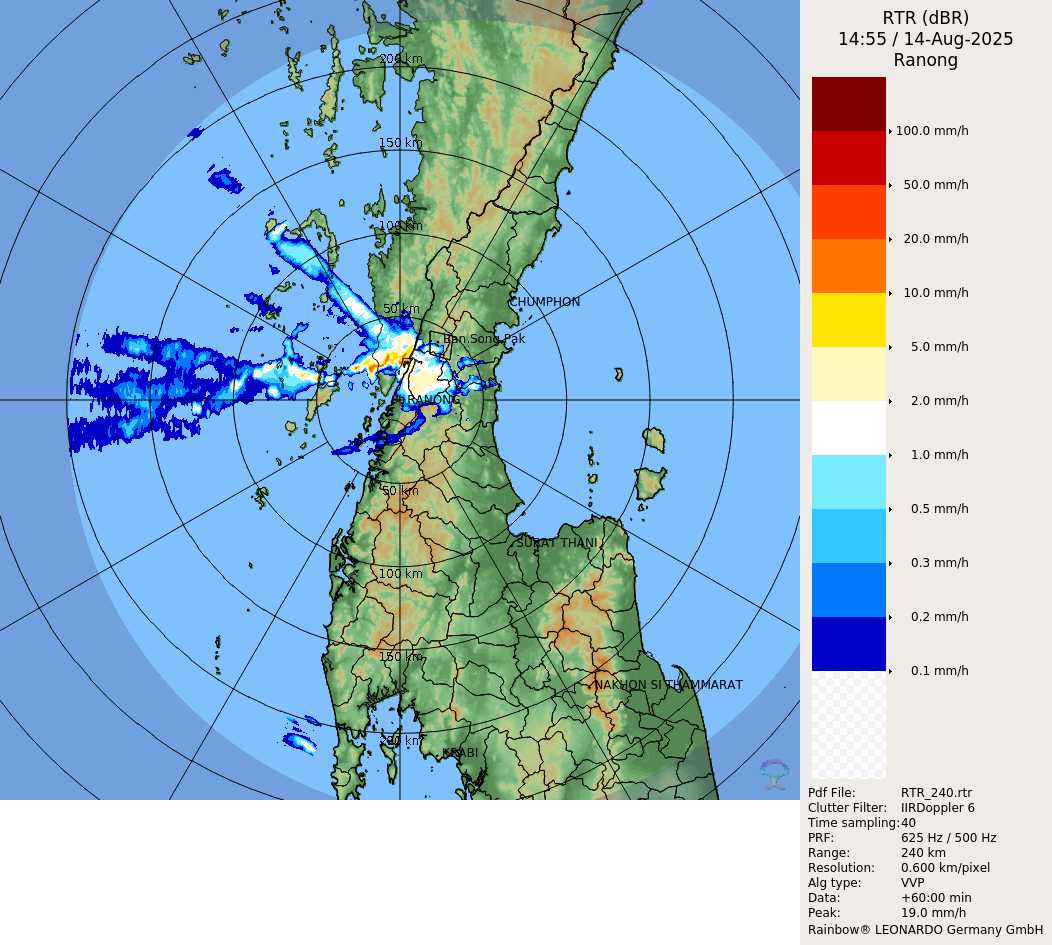 RTR (dBR)
14:55 / 14-Aug-2025
Ranong
200 km
150 km
100 km
50 km
CHUMPHON
Ban Song Pak
RANONG
50 km
SURAT THANI
100 km
150 km
NAKHON SI THAMMARAT
200 km
KRABI
100.0 mm/h
50.0 mm/h
20.0 mm/h
10.0 mm/h
5.0 mm/h
2.0 mm/h
1.0 mm/h
0.5 mm/h
0.3 mm/h
0.2 mm/h
0.1 mm/h
Pdf File: RTR_240.rtr
Clutter Filter: IIRDoppler 6
Time sampling: 40
PRF: 625 Hz / 500 Hz
Range: 240 km
Resolution: 0.600 km/pixel
Alg type: VVP
Data: +60:00 min
Peak: 19.0 mm/h
Rainbow® LEONARDO Germany GmbH